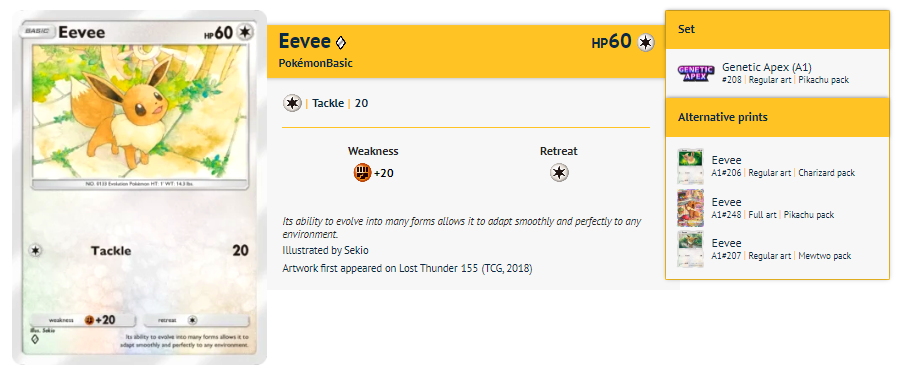 BASIC Eevee HP60
NO. 0133 Evolution Pokémon HT: 1' WT: 14.3 lbs.
Tackle 20
weakness +20 retreat
Illus. Sekio
Its ability to evolve into many forms allows it to
adapt smoothly and perfectly to any environment.
Eevee HP60
PokémonBasic
| Tackle | 20
Weakness Retreat
+20
Its ability to evolve into many forms allows it to adapt smoothly and perfectly to any
environment.
Illustrated by Sekio
Artwork first appeared on Lost Thunder 155 (TCG, 2018)
Set
GENETIC
APEX
Genetic Apex (A1)
#208 | Regular art | Pikachu pack
Alternative prints
Eevee
A1#206 | Regular art | Charizard pack
Eevee
A1#248 | Full art | Pikachu pack
Eevee
A1#207 | Regular art | Mewtwo pack